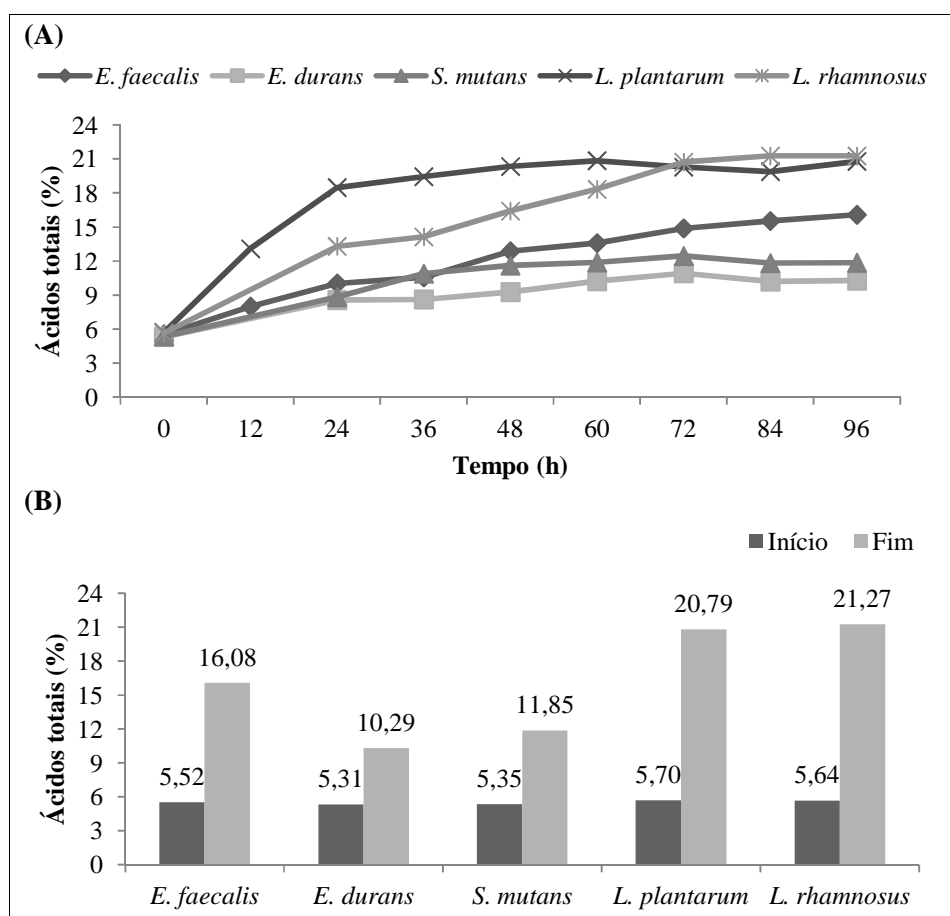 (A)
E. faecalis E. durans S. mutans L. plantarum L. rhamnosus
24
21
18
15
12
9
6
3
0
Ácidos totais (%)
0 12 24 36 48 60 72 84 96
Tempo (h)
(B)
Início Fim
24
21
18
15
12
9
6
3
0
Ácidos totais (%)
5,52 16,08 5,31 10,29 5,35 11,85 5,70 20,79 5,64 21,27
E. faecalis E. durans S. mutans L. plantarum L. rhamnosus